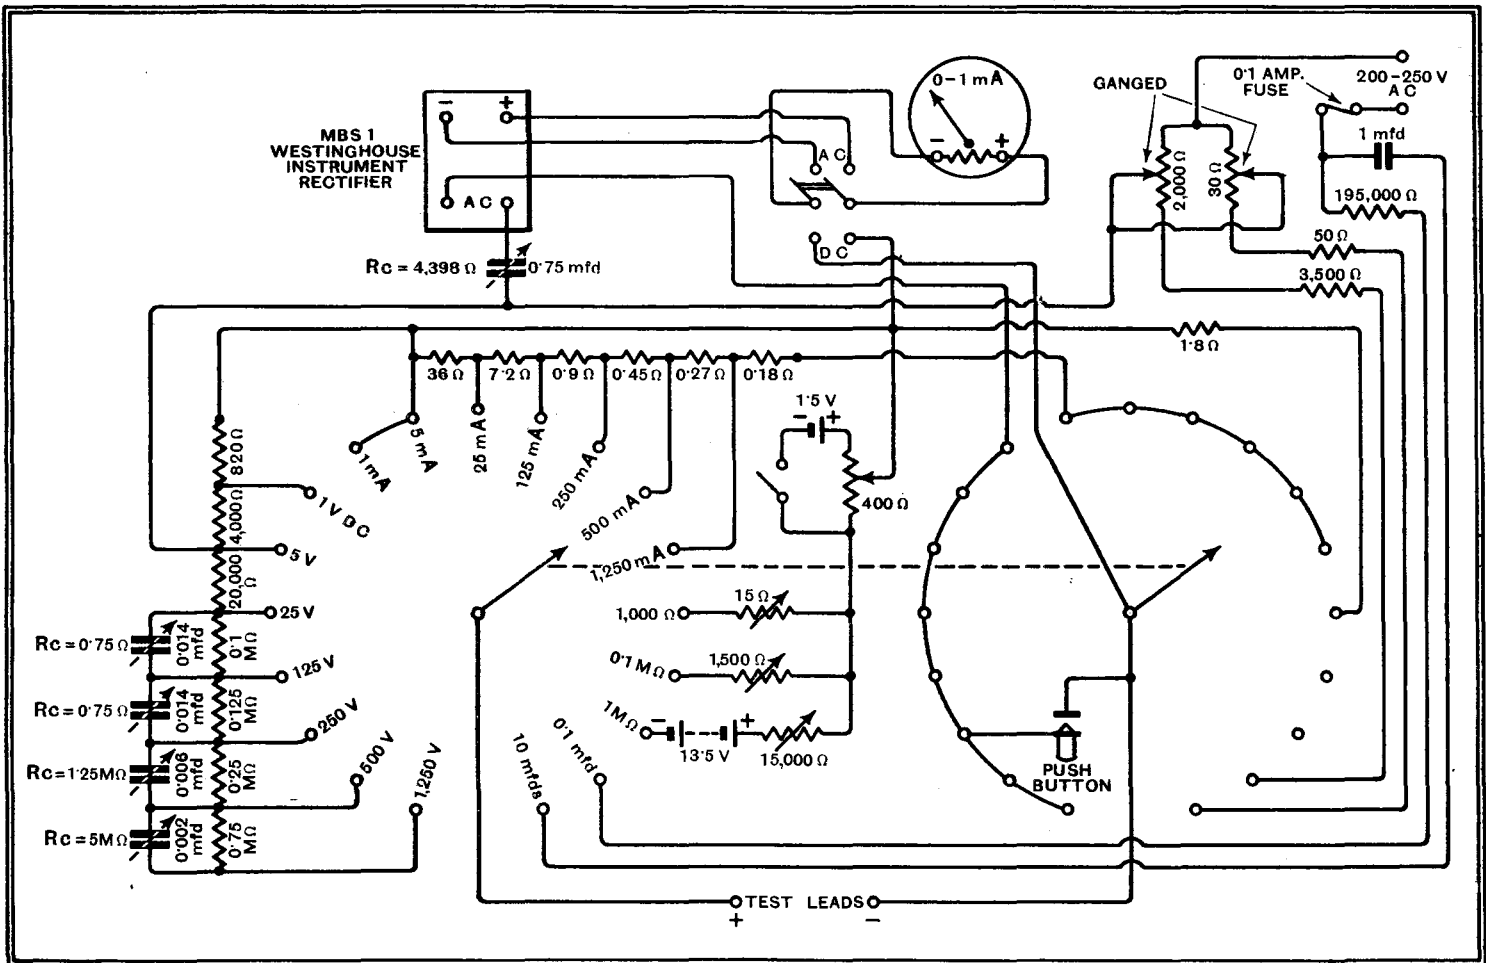 0-1 mA
- +
GANGED
0·1 AMP.
FUSE
200-250 V
A C
1 mfd
- +
MBS 1
WESTINGHOUSE
INSTRUMENT
RECTIFIER
A C
A C
2,000 Ω
30 Ω
195,000 Ω
50 Ω
3,500 Ω
D C
Rc = 4,398 Ω
0·75 mfd
1·8 Ω
36 Ω
7·2 Ω
0·9 Ω
0·45 Ω
0·27 Ω
0·18 Ω
1·5 V
- +
400 Ω
820 Ω
4,000 Ω
20,000 Ω
1 mA
5 mA
25 mA
125 mA
250 mA
500 mA
1,250 mA
1 V DC
5 V
25 V
125 V
250 V
500 V
1,250 V
Rc = 0·75 Ω
0·014 mfd
0·1 MΩ
Rc = 0·75 Ω
0·014 mfd
0·125 MΩ
Rc = 1·25MΩ
0·006 mfd
0·25 MΩ
Rc = 5MΩ
0·002 mfd
0·75 MΩ
1,000 Ω
15 Ω
0·1 MΩ
1,500 Ω
1MΩ
- +
13·5 V
15,000 Ω
0·1 mfd
10 mfds
PUSH
BUTTON
TEST LEADS
+ -